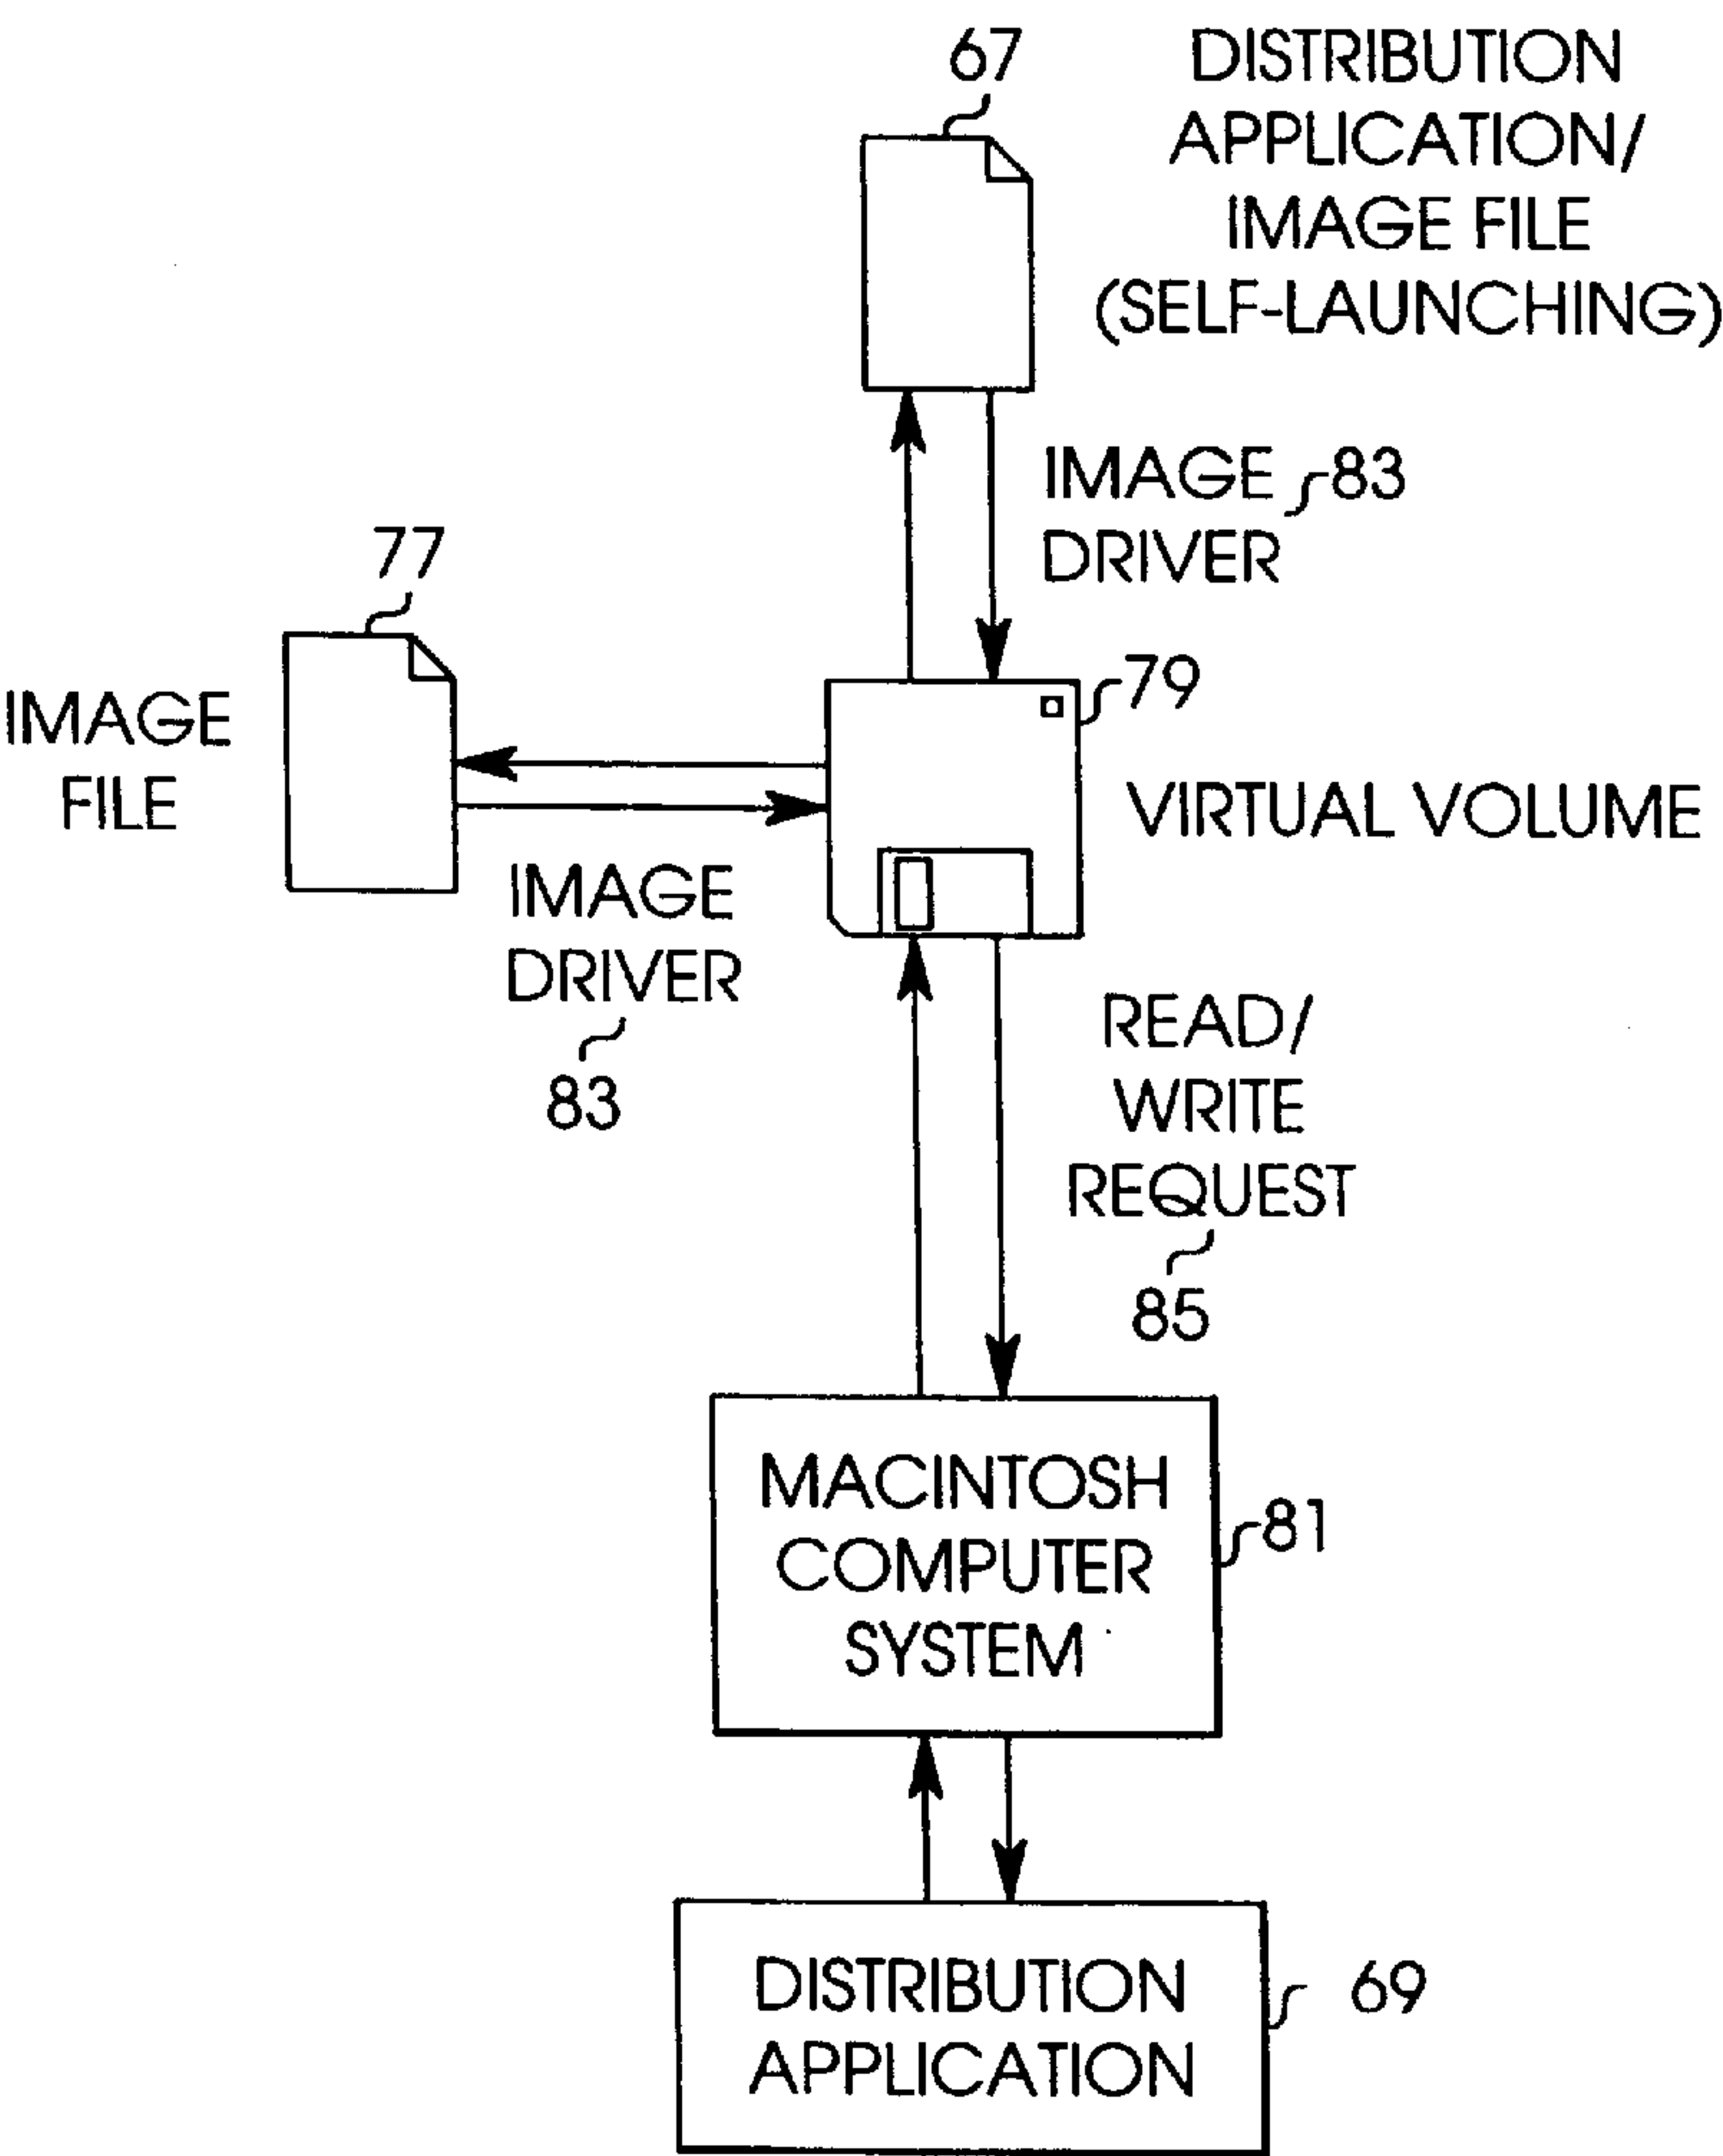 67
DISTRIBUTION
APPLICATION/
IMAGE FILE
(SELF-LAUNCHING)
IMAGE 83
DRIVER
77
IMAGE
FILE
79
VIRTUAL VOLUME
IMAGE
DRIVER
83
READ/
WRITE
REQUEST
85
MACINTOSH
COMPUTER
SYSTEM
81
DISTRIBUTION
APPLICATION
69